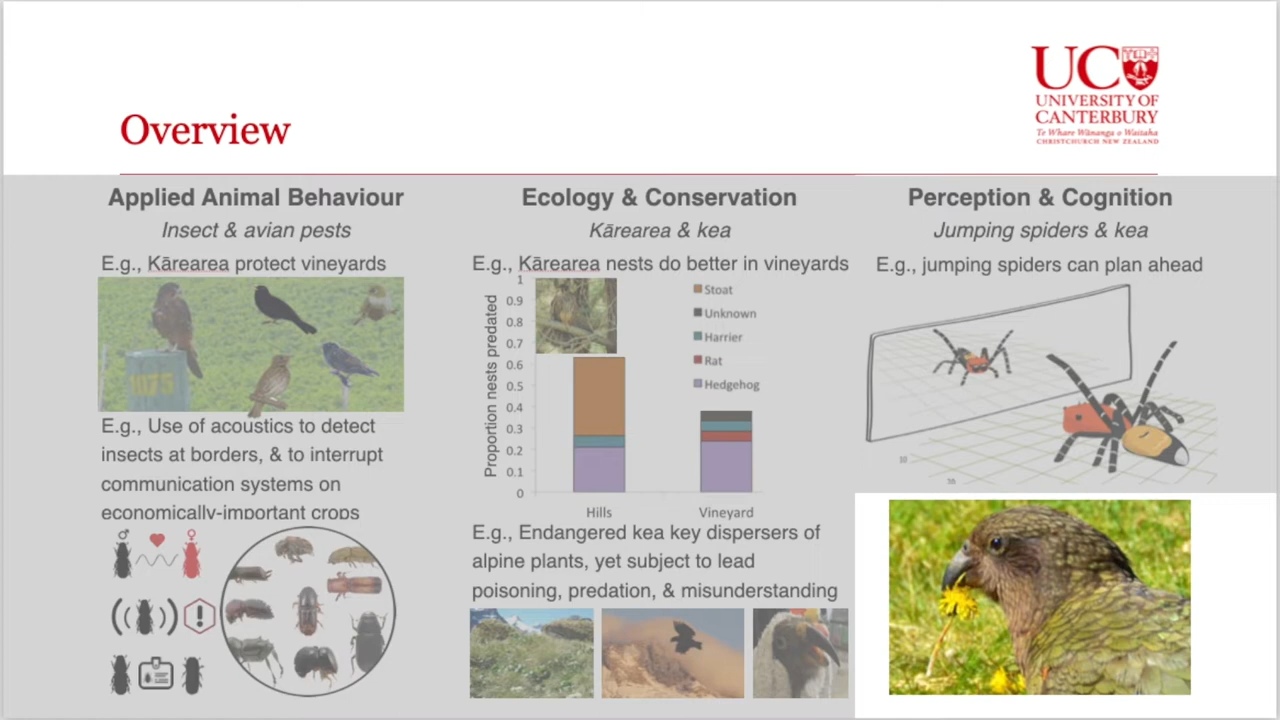 UC
UNIVERSITY OF
CANTERBURY
Te Whare Wānanga o Waitaha
CHRISTCHURCH NEW ZEALAND
Overview
Applied Animal Behaviour
Insect & avian pests
E.g., Kārearea protect vineyards
1075
E.g., Use of acoustics to detect
insects at borders, & to interrupt
communication systems on
economically-important crops
Ecology & Conservation
Kārearea & kea
E.g., Kārearea nests do better in vineyards
Proportion nests predated
1
0.9
0.8
0.7
0.6
0.5
0.4
0.3
0.2
0.1
0
Hills
Vineyard
Stoat
Unknown
Harrier
Rat
Hedgehog
E.g., Endangered kea key dispersers of
alpine plants, yet subject to lead
poisoning, predation, & misunderstanding
Perception & Cognition
Jumping spiders & kea
E.g., jumping spiders can plan ahead
10